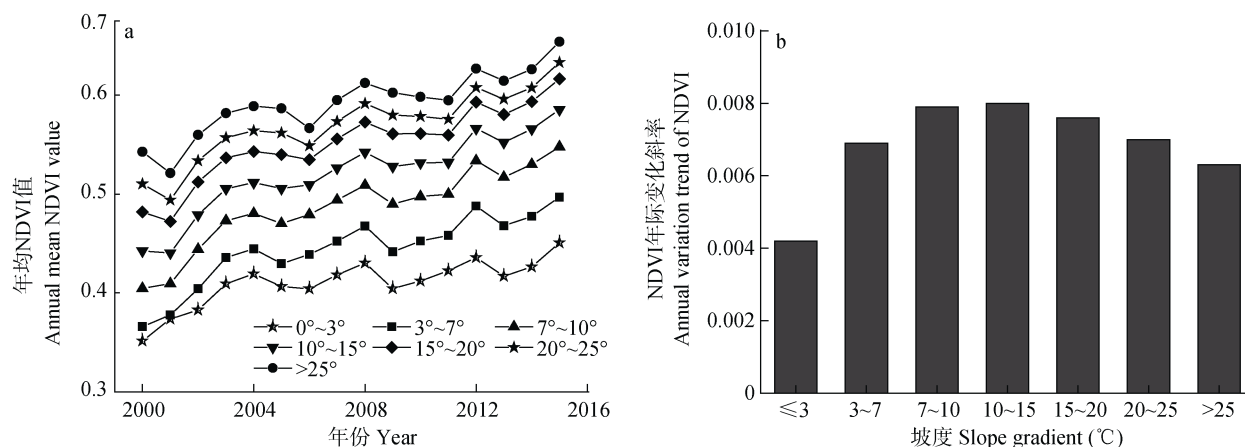 a
0.7
0.6
0.5
0.4
0.3
年均NDVI值
Annual mean NDVI value
0°~3° 3°~7° 7°~10°
10°~15° 15°~20° 20°~25°
>25°
2000 2004 2008 2012 2016
年份 Year
b
0.010
0.008
0.006
0.004
0.002
0
NDVI年际变化斜率
Annual variation trend of NDVI
≤3 3~7 7~10 10~15 15~20 20~25 >25
坡度 Slope gradient (℃)